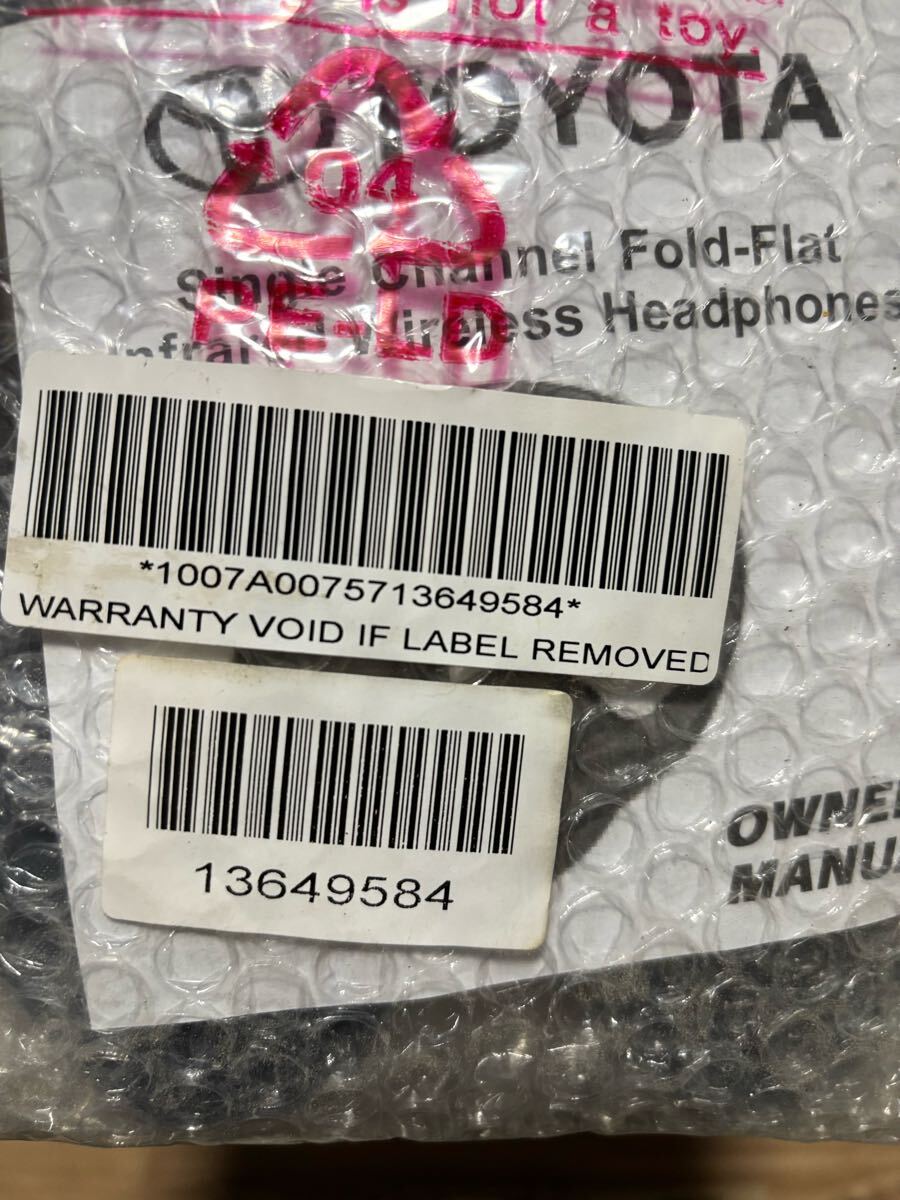 is not a toy.
TOYOTA
04
PE-LD
Single Channel Fold-Flat
Infrared Wireless Headphones
*1007A0075713649584*
WARRANTY VOID IF LABEL REMOVED
13649584
OWNE
MANU